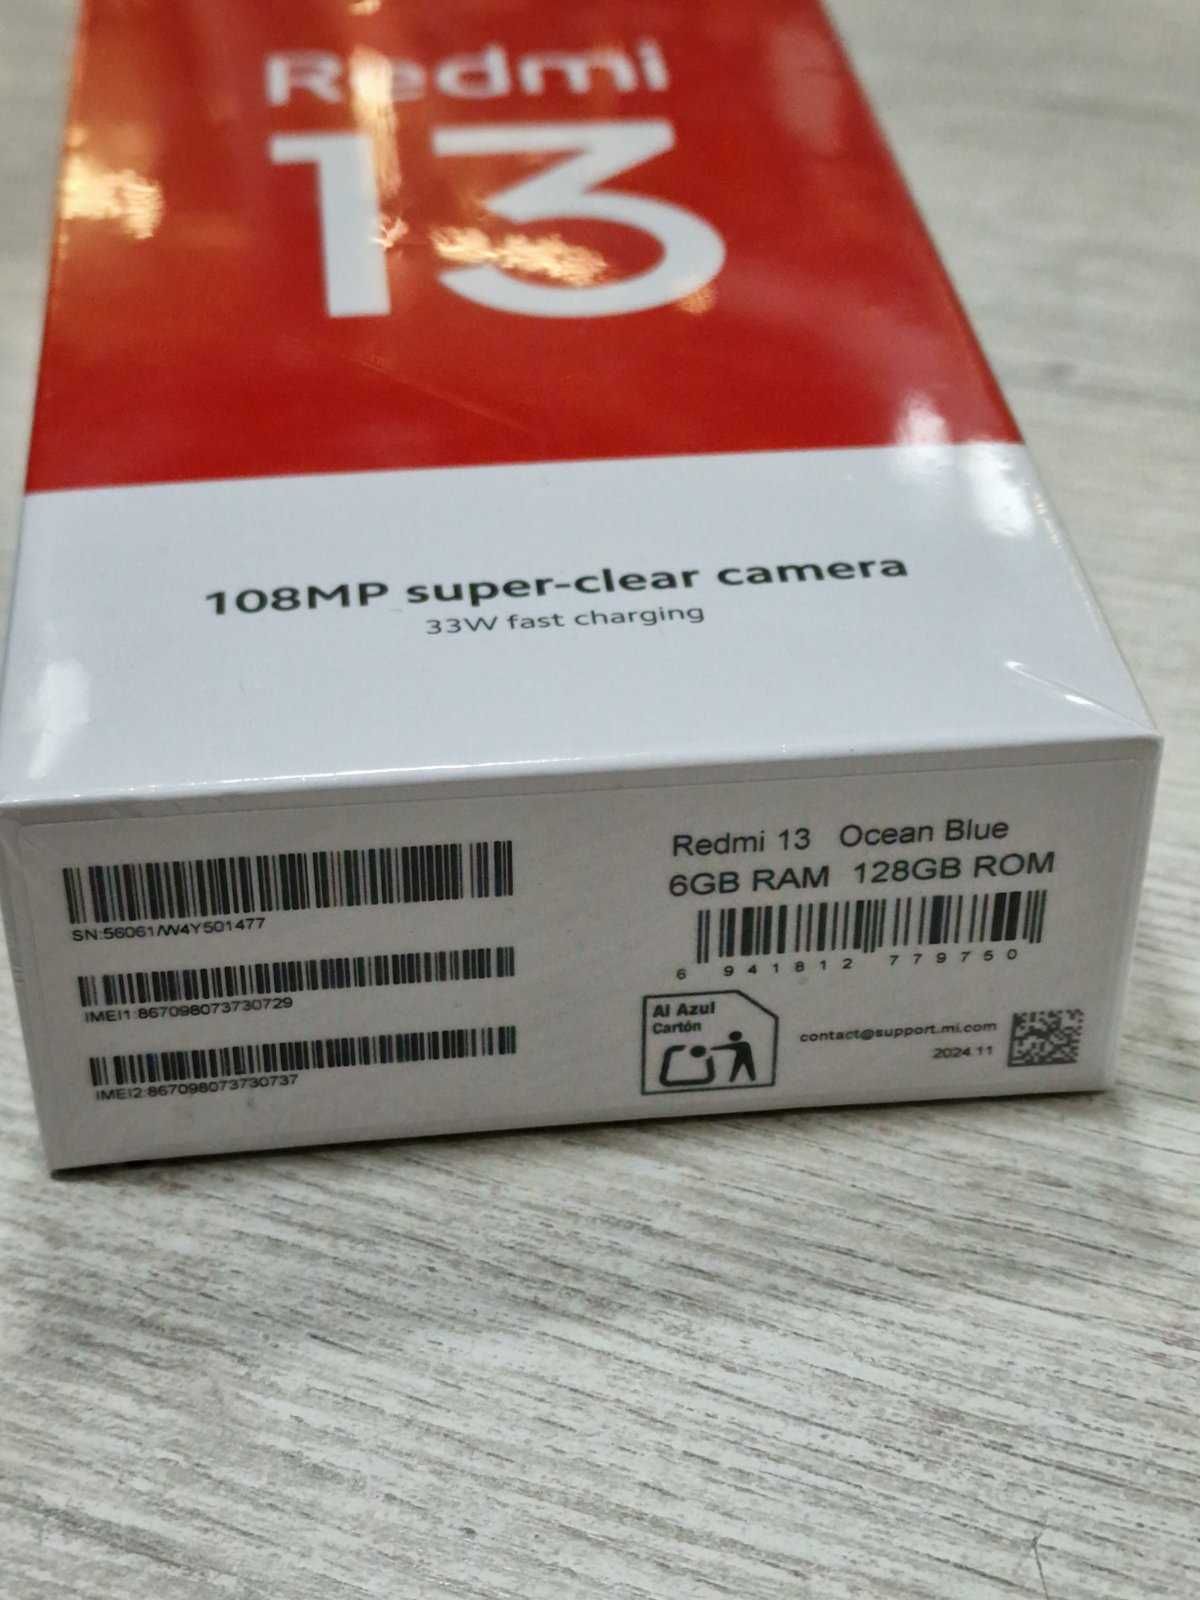 Redmi
13
108MP super-clear camera
33W fast charging
SN:56061/W4Y501477
IMEI1:867098073730729
IMEI2:867098073730737
Redmi 13 Ocean Blue
6GB RAM 128GB ROM
6 941812 779750
Al Azul
Cartón
contact@support.mi.com
2024.11